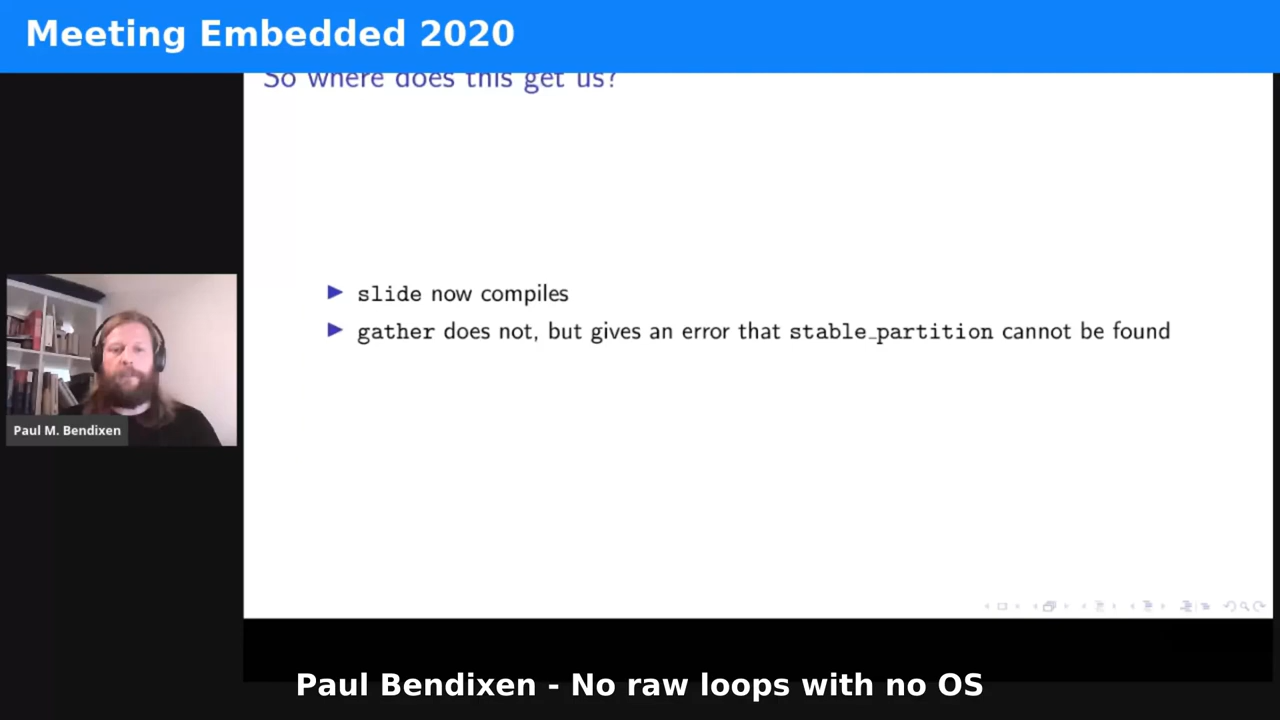 Meeting Embedded 2020
So where does this get us?
slide now compiles
gather does not, but gives an error that stable_partition cannot be found
Paul M. Bendixen
Paul Bendixen - No raw loops with no OS